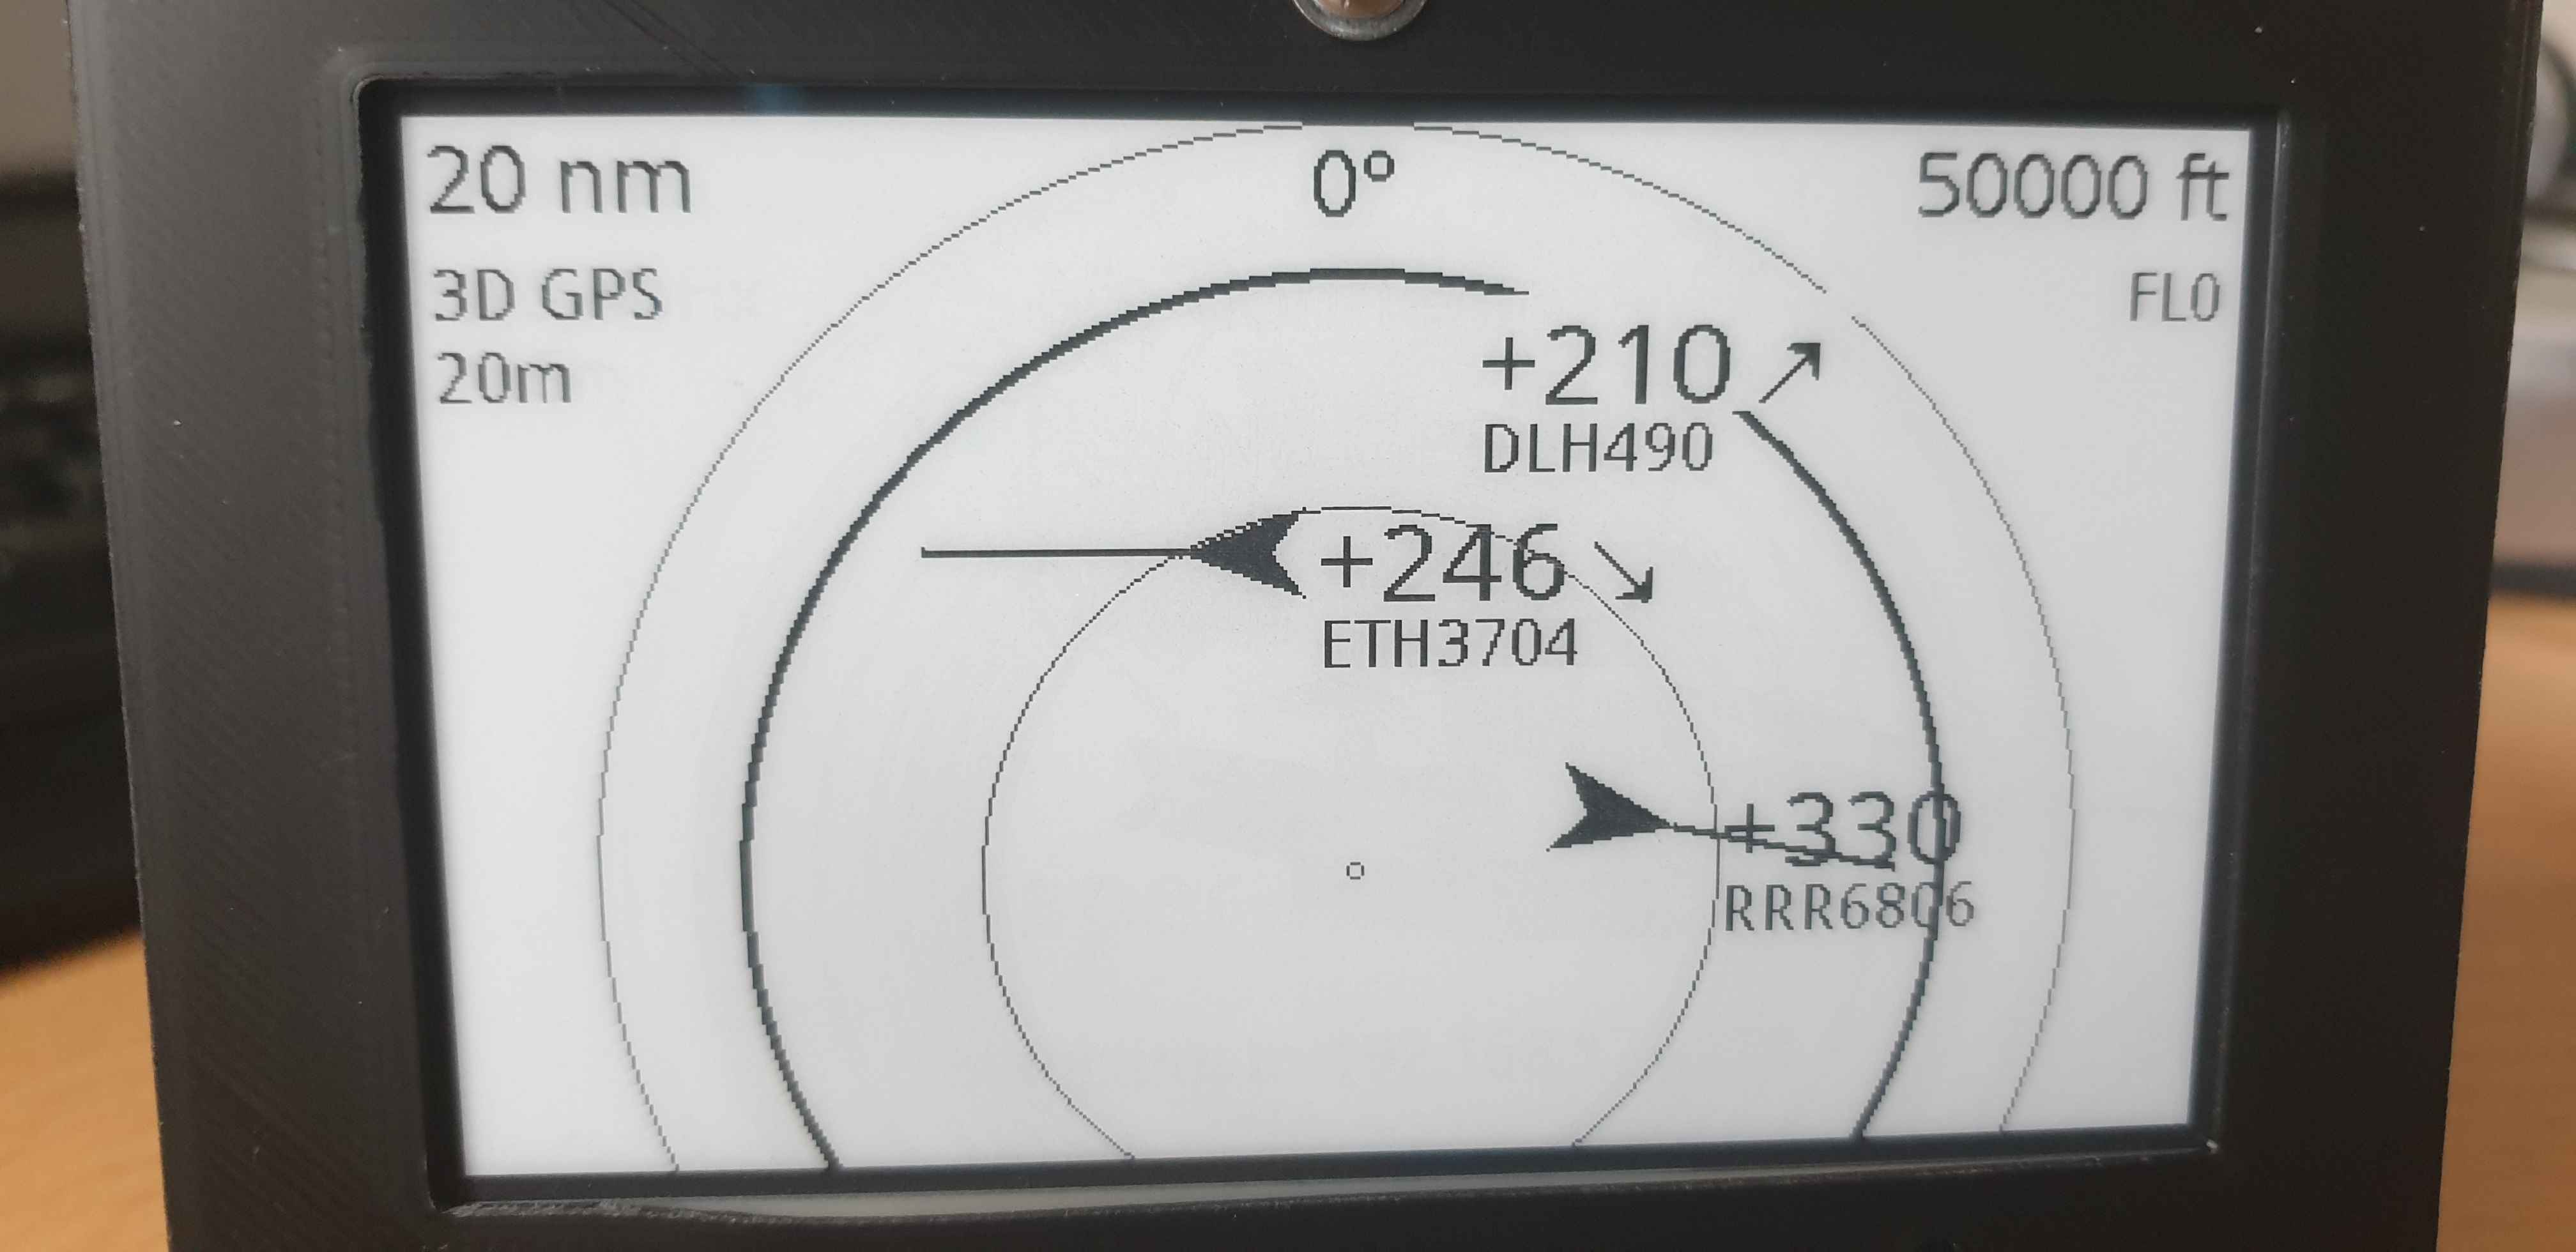 20 nm
0°
50000 ft
3D GPS
FL0
20m
+210 ↗
DLH490
+246 ↘
ETH3704
+330
RRR6806